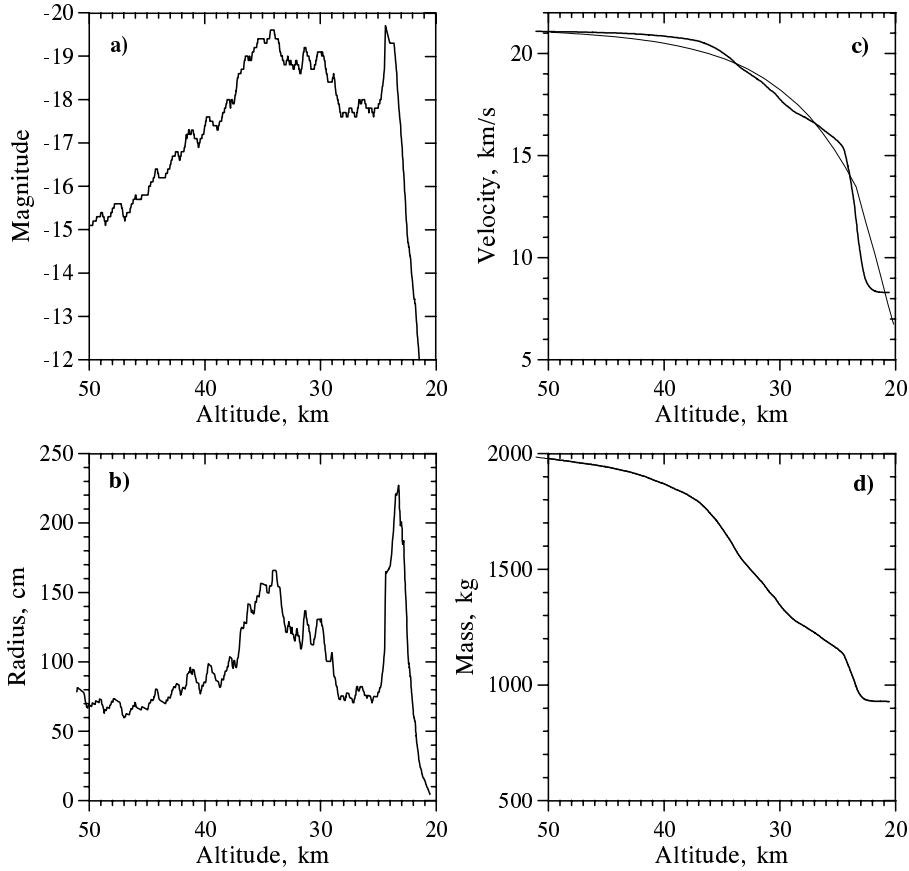 -20
-19
-18
-17
-16
-15
-14
-13
-12
Magnitude
a)
50 40 30 20
Altitude, km
20
15
10
5
Velocity, km/s
c)
50 40 30 20
Altitude, km
250
200
150
100
50
0
Radius, cm
b)
50 40 30 20
Altitude, km
2000
1500
1000
500
Mass, kg
d)
50 40 30 20
Altitude, km